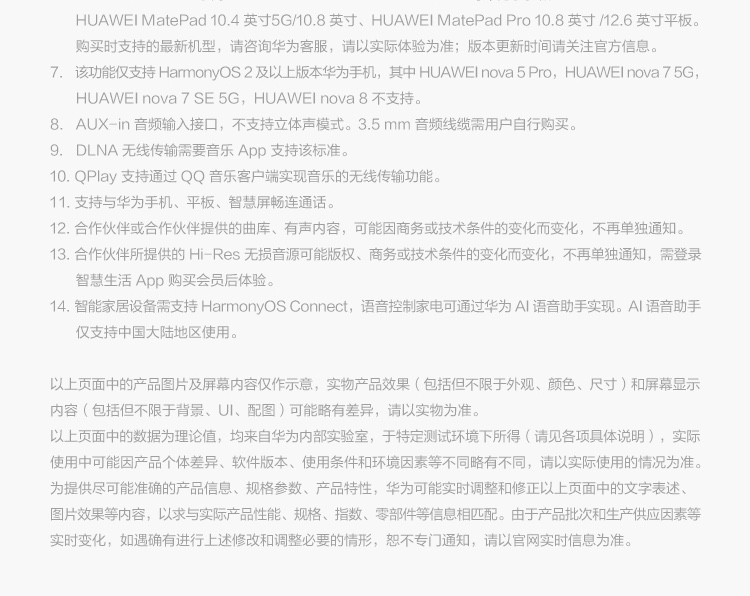 HUAWEI MatePad 10.4 英寸5G/10.8 英寸、HUAWEI MatePad Pro 10.8 英寸 /12.6 英寸平板。
购买时支持的最新机型，请咨询华为客服，请以实际体验为准；版本更新时间请关注官方信息。
7. 该功能仅支持 HarmonyOS 2 及以上版本华为手机，其中 HUAWEI nova 5 Pro，HUAWEI nova 7 5G，
HUAWEI nova 7 SE 5G，HUAWEI nova 8 不支持。
8. AUX-in 音频输入接口，不支持立体声模式。3.5 mm 音频线缆需用户自行购买。
9. DLNA 无线传输需要音乐 App 支持该标准。
10. QPlay 支持通过 QQ 音乐客户端实现音乐的无线传输功能。
11. 支持与华为手机、平板、智慧屏畅连通话。
12. 合作伙伴或合作伙伴提供的曲库、有声内容，可能因商务或技术条件的变化而变化，不再单独通知。
13. 合作伙伴所提供的 Hi-Res 无损音源可能版权、商务或技术条件的变化而变化，不再单独通知，需登录
智慧生活 App 购买会员后体验。
14. 智能家居设备需支持 HarmonyOS Connect，语音控制家电可通过华为 AI 语音助手实现。AI 语音助手
仅支持中国大陆地区使用。
以上页面中的产品图片及屏幕内容仅作示意，实物产品效果（包括但不限于外观、颜色、尺寸）和屏幕显示
内容（包括但不限于背景、UI、配图）可能略有差异，请以实物为准。
以上页面中的数据为理论值，均来自华为内部实验室，于特定测试环境下所得（请见各项具体说明），实际
使用中可能因产品个体差异、软件版本、使用条件和环境因素等不同略有不同，请以实际使用的情况为准。
为提供尽可能准确的产品信息、规格参数、产品特性，华为可能实时调整和修正以上页面中的文字表述、
图片效果等内容，以求与实际产品性能、规格、指数、零部件等信息相匹配。由于产品批次和生产供应因素等
实时变化，如遇确有进行上述修改和调整必要的情形，恕不专门通知，请以官网实时信息为准。